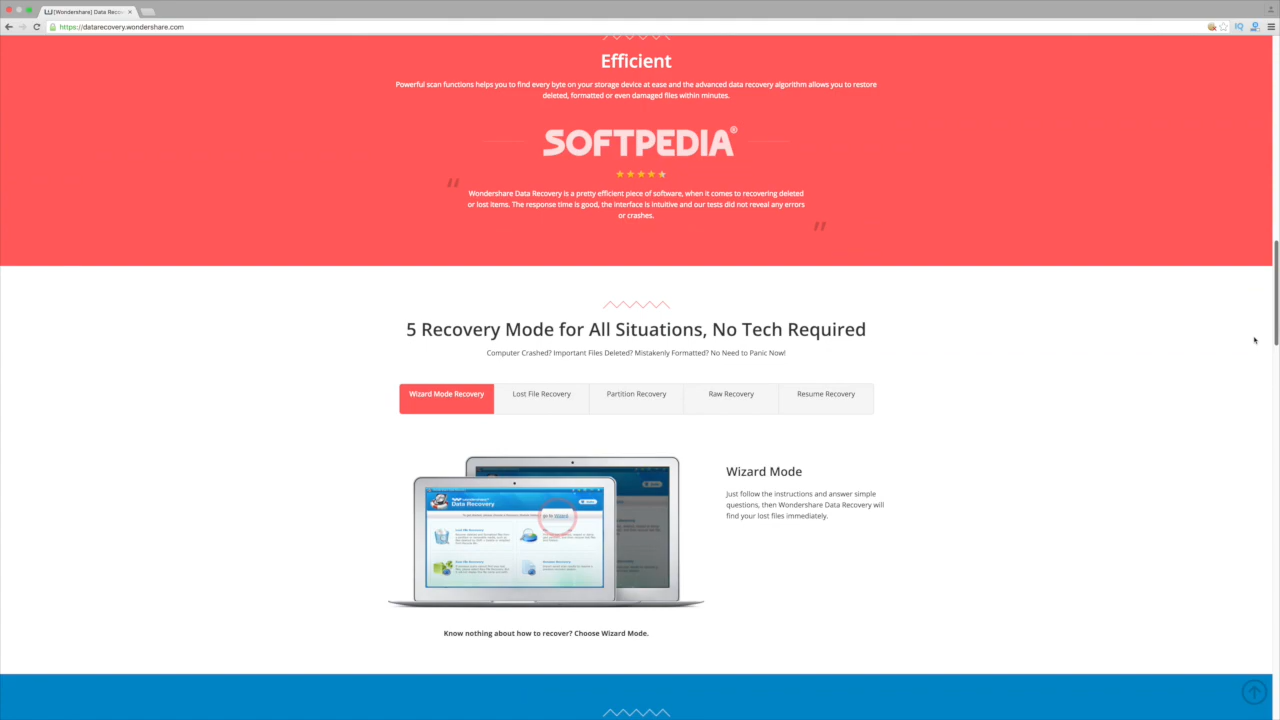 [Wondershare] Data Recov
https://datarecovery.wondershare.com
Efficient
Powerful scan functions helps you to find every byte on your storage device at ease and the advanced data recovery algorithm allows you to restore
deleted, formatted or even damaged files within minutes.
SOFTPEDIA®
" Wondershare Data Recovery is a pretty efficient piece of software, when it comes to recovering deleted
or lost items. The response time is good, the interface is intuitive and our tests did not reveal any errors
or crashes. "
5 Recovery Mode for All Situations, No Tech Required
Computer Crashed? Important Files Deleted? Mistakenly Formatted? No Need to Panic Now!
Wizard Mode Recovery
Lost File Recovery
Partition Recovery
Raw Recovery
Resume Recovery
Wondershare
Data Recovery
go to Wizard
Wizard Mode
Just follow the instructions and answer simple
questions, then Wondershare Data Recovery will
find your lost files immediately.
Know nothing about how to recover? Choose Wizard Mode.